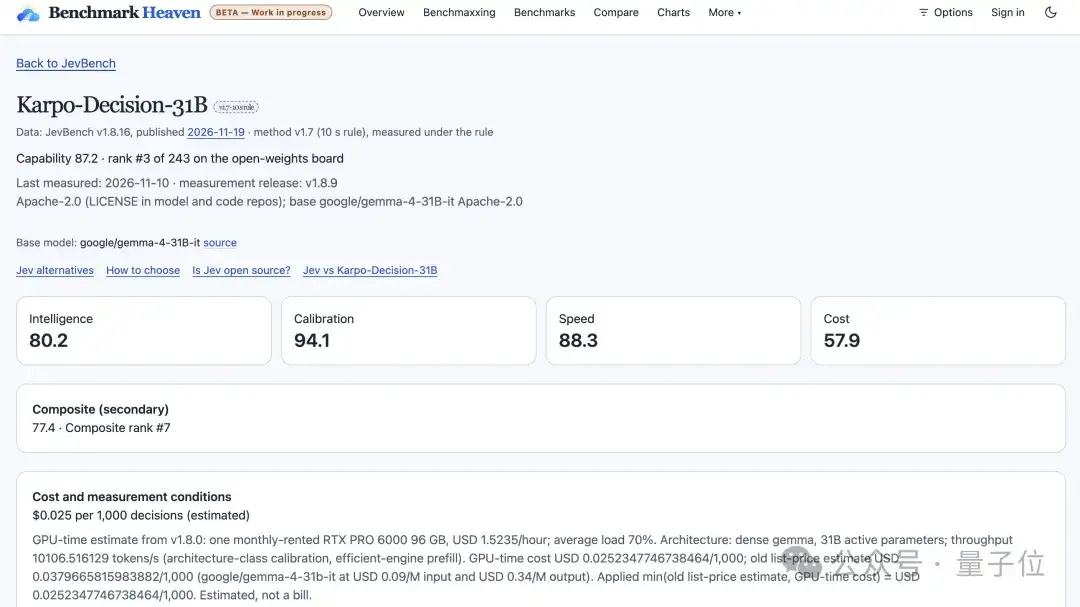 Benchmark Heaven BETA — Work in progress Overview Benchmaxxing Benchmarks Compare Charts More Options Sign in
Back to JevBench
Karpo-Decision-31B v1.7-10s rule
Data: JevBench v1.8.16, published 2026-11-19 · method v1.7 (10 s rule), measured under the rule
Capability 87.2 · rank #3 of 243 on the open-weights board
Last measured: 2026-11-10 · measurement release: v1.8.9
Apache-2.0 (LICENSE in model and code repos); base google/gemma-4-31B-it Apache-2.0
Base model: google/gemma-4-31B-it source
Jev alternatives How to choose Is Jev open source? Jev vs Karpo-Decision-31B
Intelligence
80.2
Calibration
94.1
Speed
88.3
Cost
57.9
Composite (secondary)
77.4 · Composite rank #7
Cost and measurement conditions
$0.025 per 1,000 decisions (estimated)
GPU-time estimate from v1.8.0: one monthly-rented RTX PRO 6000 96 GB, USD 1.5235/hour; average load 70%. Architecture: dense gemma, 31B active parameters; throughput
10106.516129 tokens/s (architecture-class calibration, efficient-engine prefill). GPU-time cost USD 0.0252347746738464/1,000; old list-price estimate USD
0.0379665815983882/1,000 (google/gemma-4-31b-it at USD 0.09/M input and USD 0.34/M output). Applied min(old list-price estimate, GPU-time cost) = USD
0.0252347746738464/1,000. Estimated, not a bill.
公众号 · 量子位